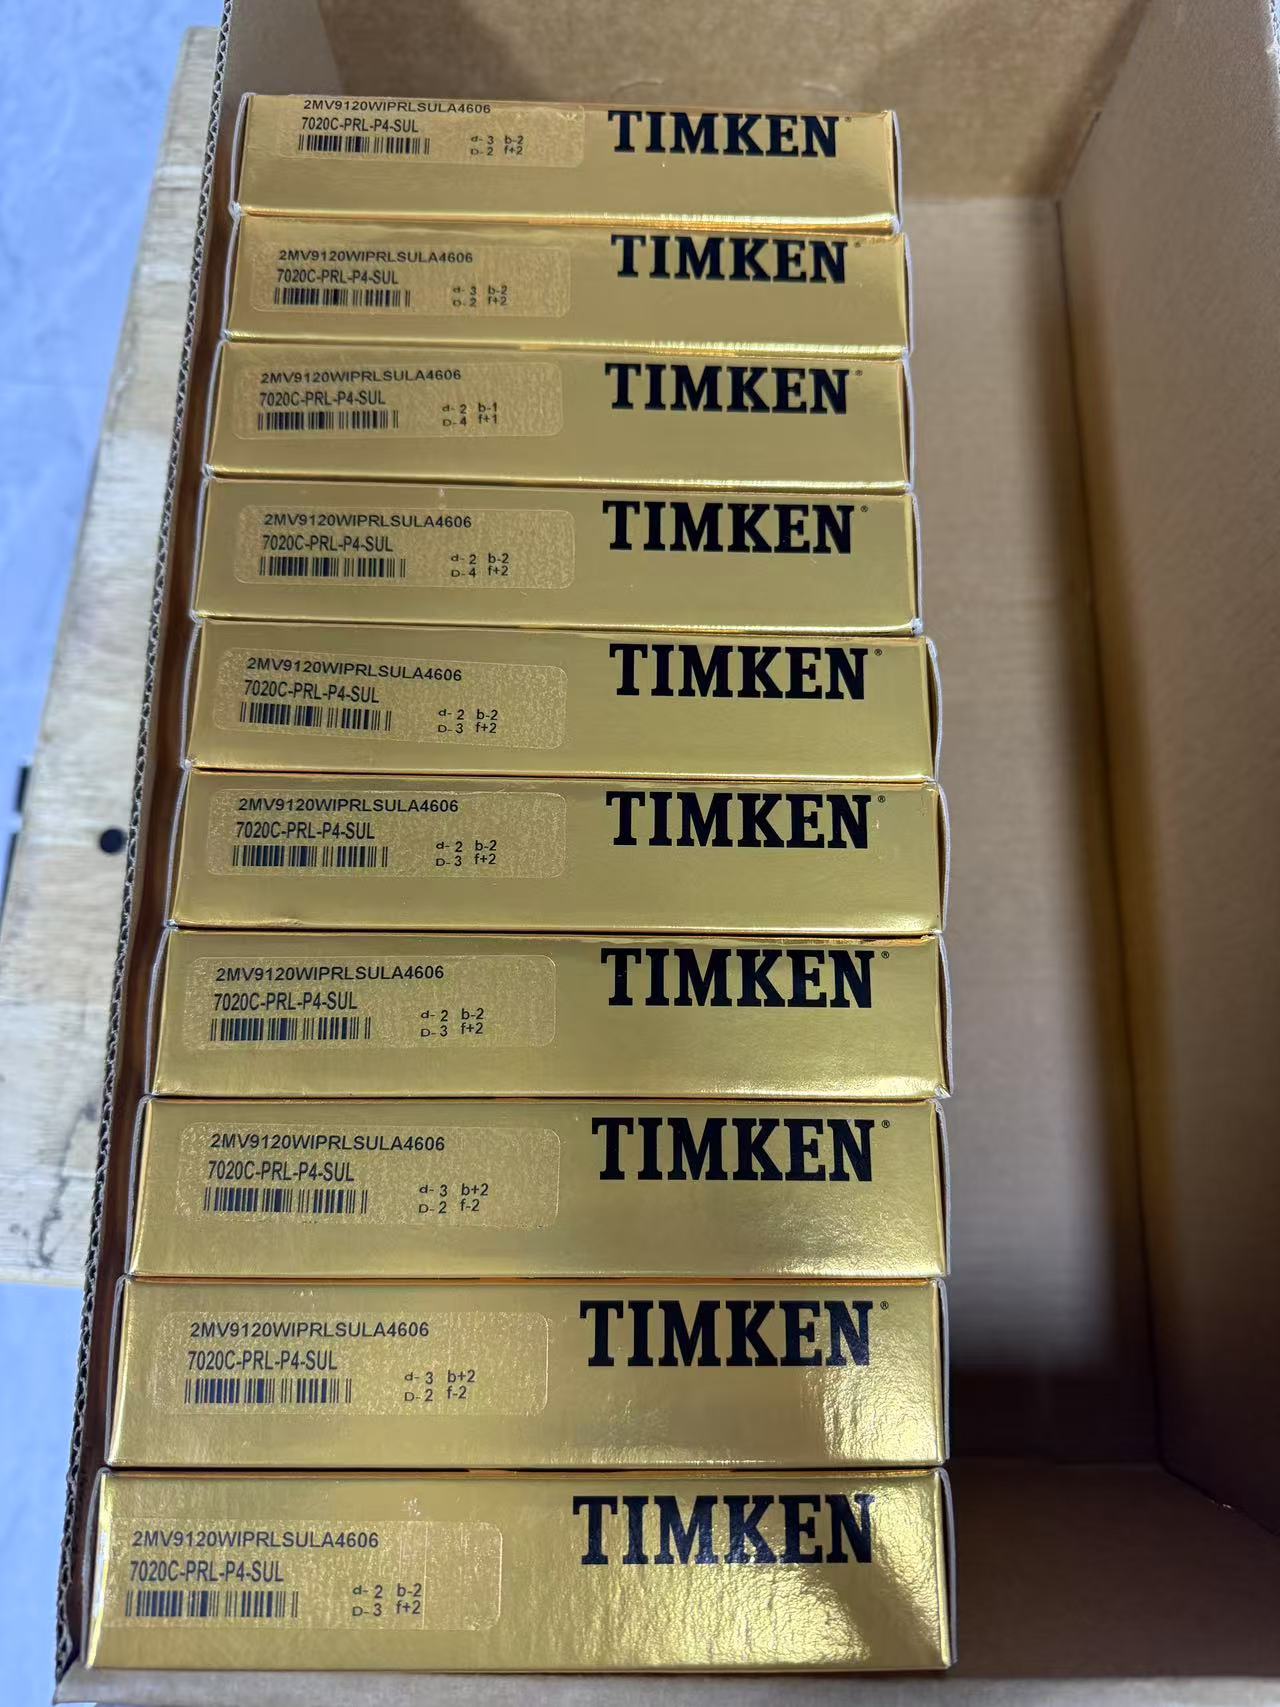 2MV9120WIPRLSULA4606
7020C-PRL-P4-SUL
d- 3 b-2
D- 2 f+2
TIMKEN®
2MV9120WIPRLSULA4606
7020C-PRL-P4-SUL
d- 3 b-2
D- 2 f+2
TIMKEN®
2MV9120WIPRLSULA4606
7020C-PRL-P4-SUL
d- 2 b-1
D- 4 f+1
TIMKEN®
2MV9120WIPRLSULA4606
7020C-PRL-P4-SUL
d- 2 b-2
D- 4 f+2
TIMKEN®
2MV9120WIPRLSULA4606
7020C-PRL-P4-SUL
d- 2 b-2
D- 3 f+2
TIMKEN®
2MV9120WIPRLSULA4606
7020C-PRL-P4-SUL
d- 2 b-2
D- 3 f+2
TIMKEN®
2MV9120WIPRLSULA4606
7020C-PRL-P4-SUL
d- 2 b-2
D- 3 f+2
TIMKEN®
2MV9120WIPRLSULA4606
7020C-PRL-P4-SUL
d- 3 b+2
D- 2 f-2
TIMKEN®
2MV9120WIPRLSULA4606
7020C-PRL-P4-SUL
d- 3 b+2
D- 2 f-2
TIMKEN®
2MV9120WIPRLSULA4606
7020C-PRL-P4-SUL
d- 2 b-2
D- 3 f+2
TIMKEN